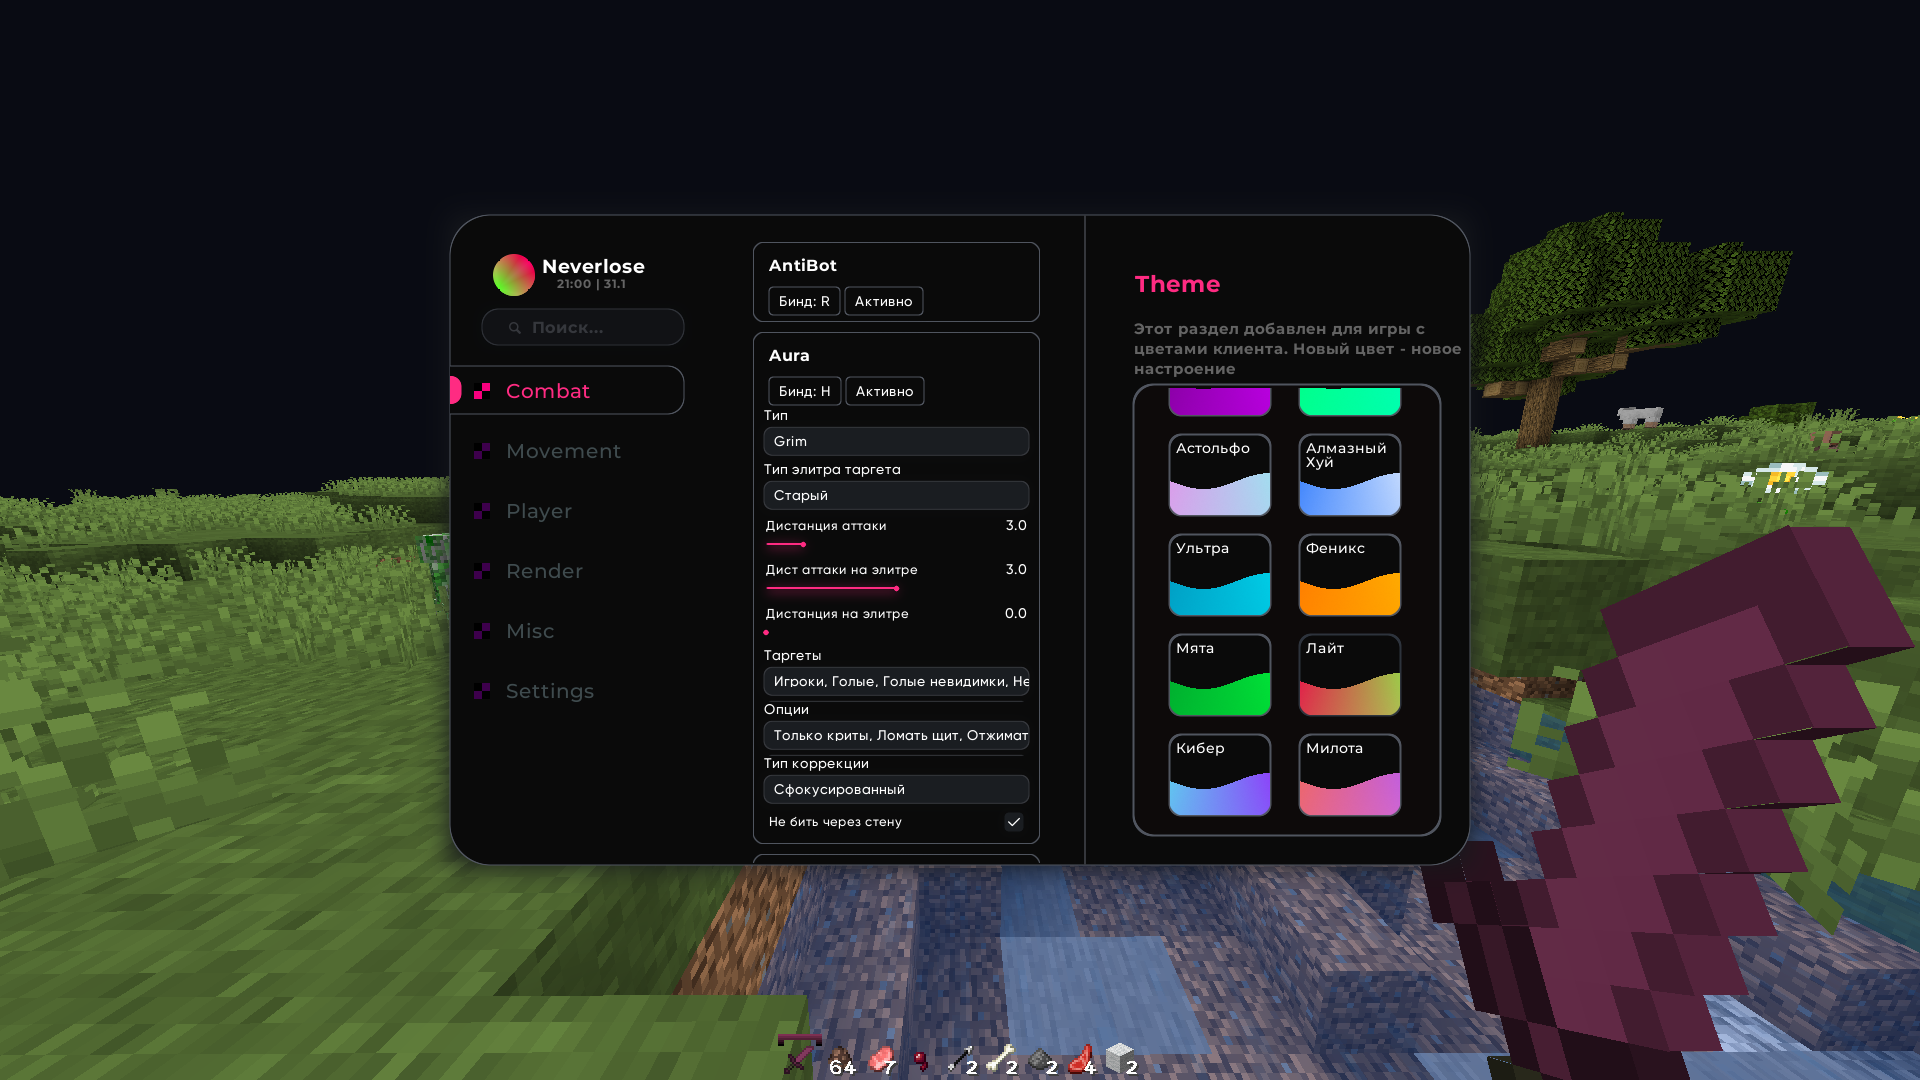 Neverlose
21:00 | 31.1
Поиск...
Combat
Movement
Player
Render
Misc
Settings
AntiBot
Бинд: R
Активно
Aura
Бинд: H
Активно
Тип
Grim
Тип элитра таргета
Старый
Дистанция аттаки 3.0
Дист аттаки на элитре 3.0
Дистанция на элитре 0.0
Таргеты
Игроки, Голые, Голые невидимки, Не
Опции
Только криты, Ломать щит, Отжимат
Тип коррекции
Сфокусированный
Не бить через стену
Theme
Этот раздел добавлен для игры с
цветами клиента. Новый цвет - новое
настроение
Астольфо
Алмазный
Хуй
Ультра
Феникс
Мята
Лайт
Кибер
Милота
64 7 2 2 2 4 2